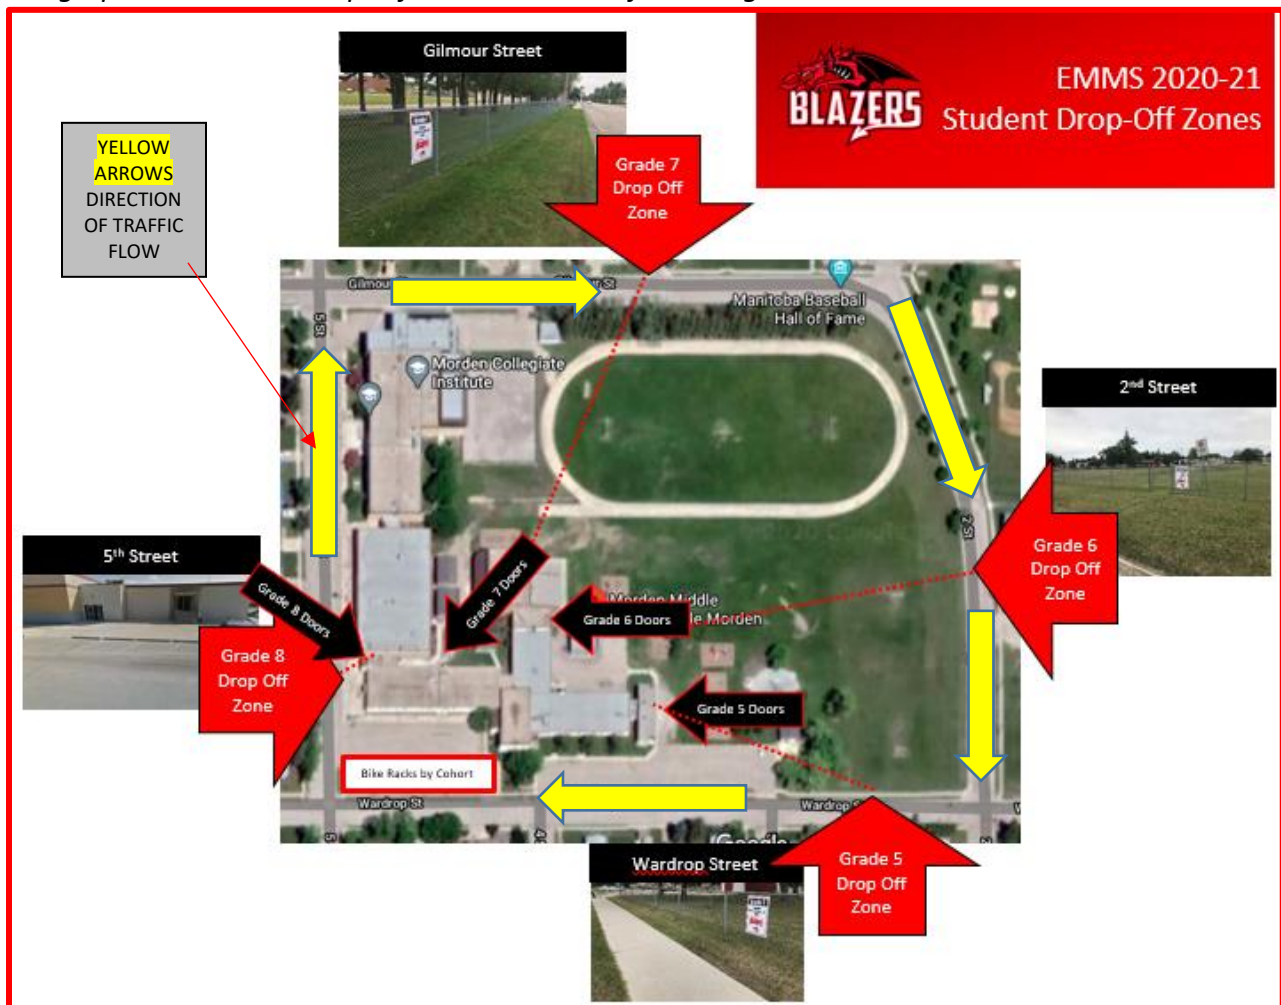 Gilmour Street
BLAZERS
EMMS 2020-21
Student Drop-Off Zones
YELLOW
ARROWS
DIRECTION
OF TRAFFIC
FLOW
Grade 7
Drop Off
Zone
Gilmour St
Manitoba Baseball
Hall of Fame
5 St
Morden Collegiate
Institute
2nd Street
2 St
Grade 6
Drop Off
Zone
5th Street
Grade 8 Doors
Grade 7 Doors
Morden Middle
Grade 6 Doors
Morden
Grade 8
Drop Off
Zone
Grade 5 Doors
Bike Racks by Cohort
Wardrop St
Wardrop St
Google
Wardrop Street
Grade 5
Drop Off
Zone